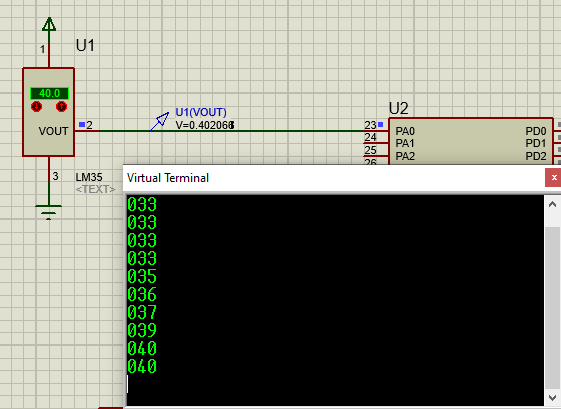 1
U1
40.0
VOUT
2
U1(VOUT)
V=0.402066
3
LM35
<TEXT>
U2
23
24
25
26
PA0
PA1
PA2
PD0
PD1
PD2
Virtual Terminal
x
033
033
033
033
035
036
037
039
040
040